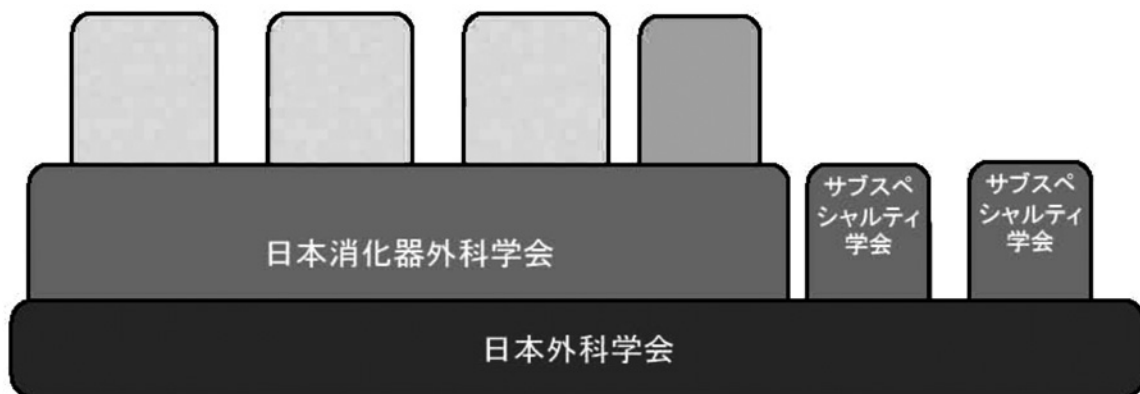 サブスペ
シャルティ
学会
サブスペ
シャルティ
学会
日本消化器外科学会
日本外科学会